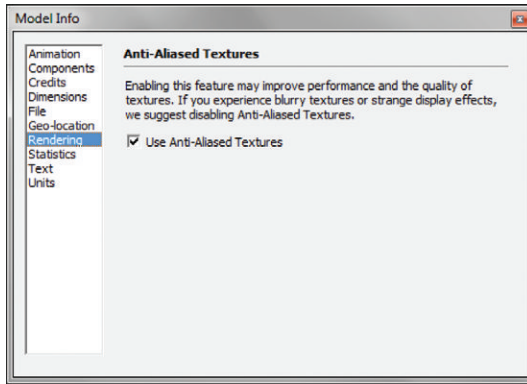 Model Info
Animation
Components
Credits
Dimensions
File
Geo-location
Rendering
Statistics
Text
Units
Anti-Aliased Textures
Enabling this feature may improve performance and the quality of
textures. If you experience blurry textures or strange display effects,
we suggest disabling Anti-Aliased Textures.
Use Anti-Aliased Textures